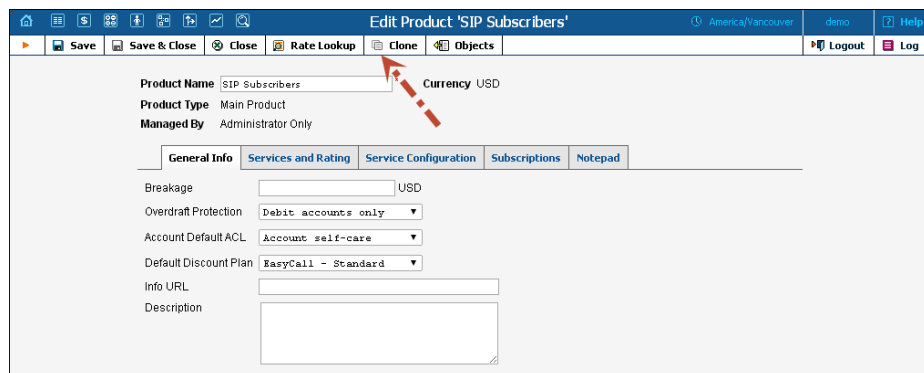 Edit Product 'SIP Subscribers' America/Vancouver demo Help
Save Save & Close Close Rate Lookup Clone Objects Logout Log
Product Name SIP Subscribers * Currency USD
Product Type Main Product
Managed By Administrator Only
General Info Services and Rating Service Configuration Subscriptions Notepad
Breakage USD
Overdraft Protection Debit accounts only
Account Default ACL Account self-care
Default Discount Plan EasyCall - Standard
Info URL
Description